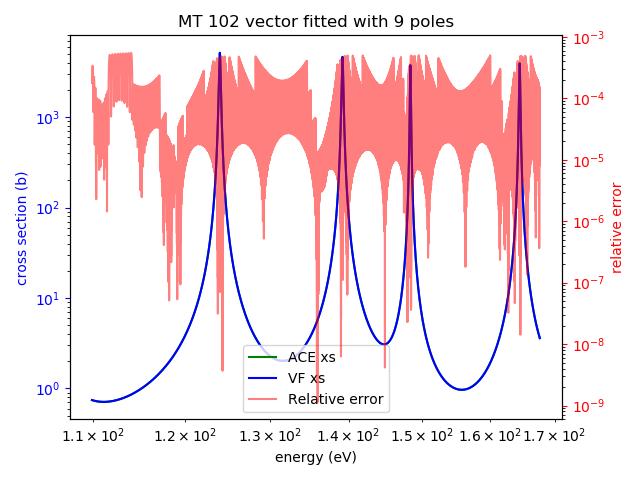 MT 102 vector fitted with 9 poles
cross section (b)
10³
10²
10¹
10⁰
10⁻³
10⁻⁴
10⁻⁵
10⁻⁶
10⁻⁷
10⁻⁸
10⁻⁹
relative error
ACE xs
VF xs
Relative error
1.1 × 10² 1.2 × 10² 1.3 × 10² 1.4 × 10² 1.5 × 10² 1.6 × 10² 1.7 × 10²
energy (eV)